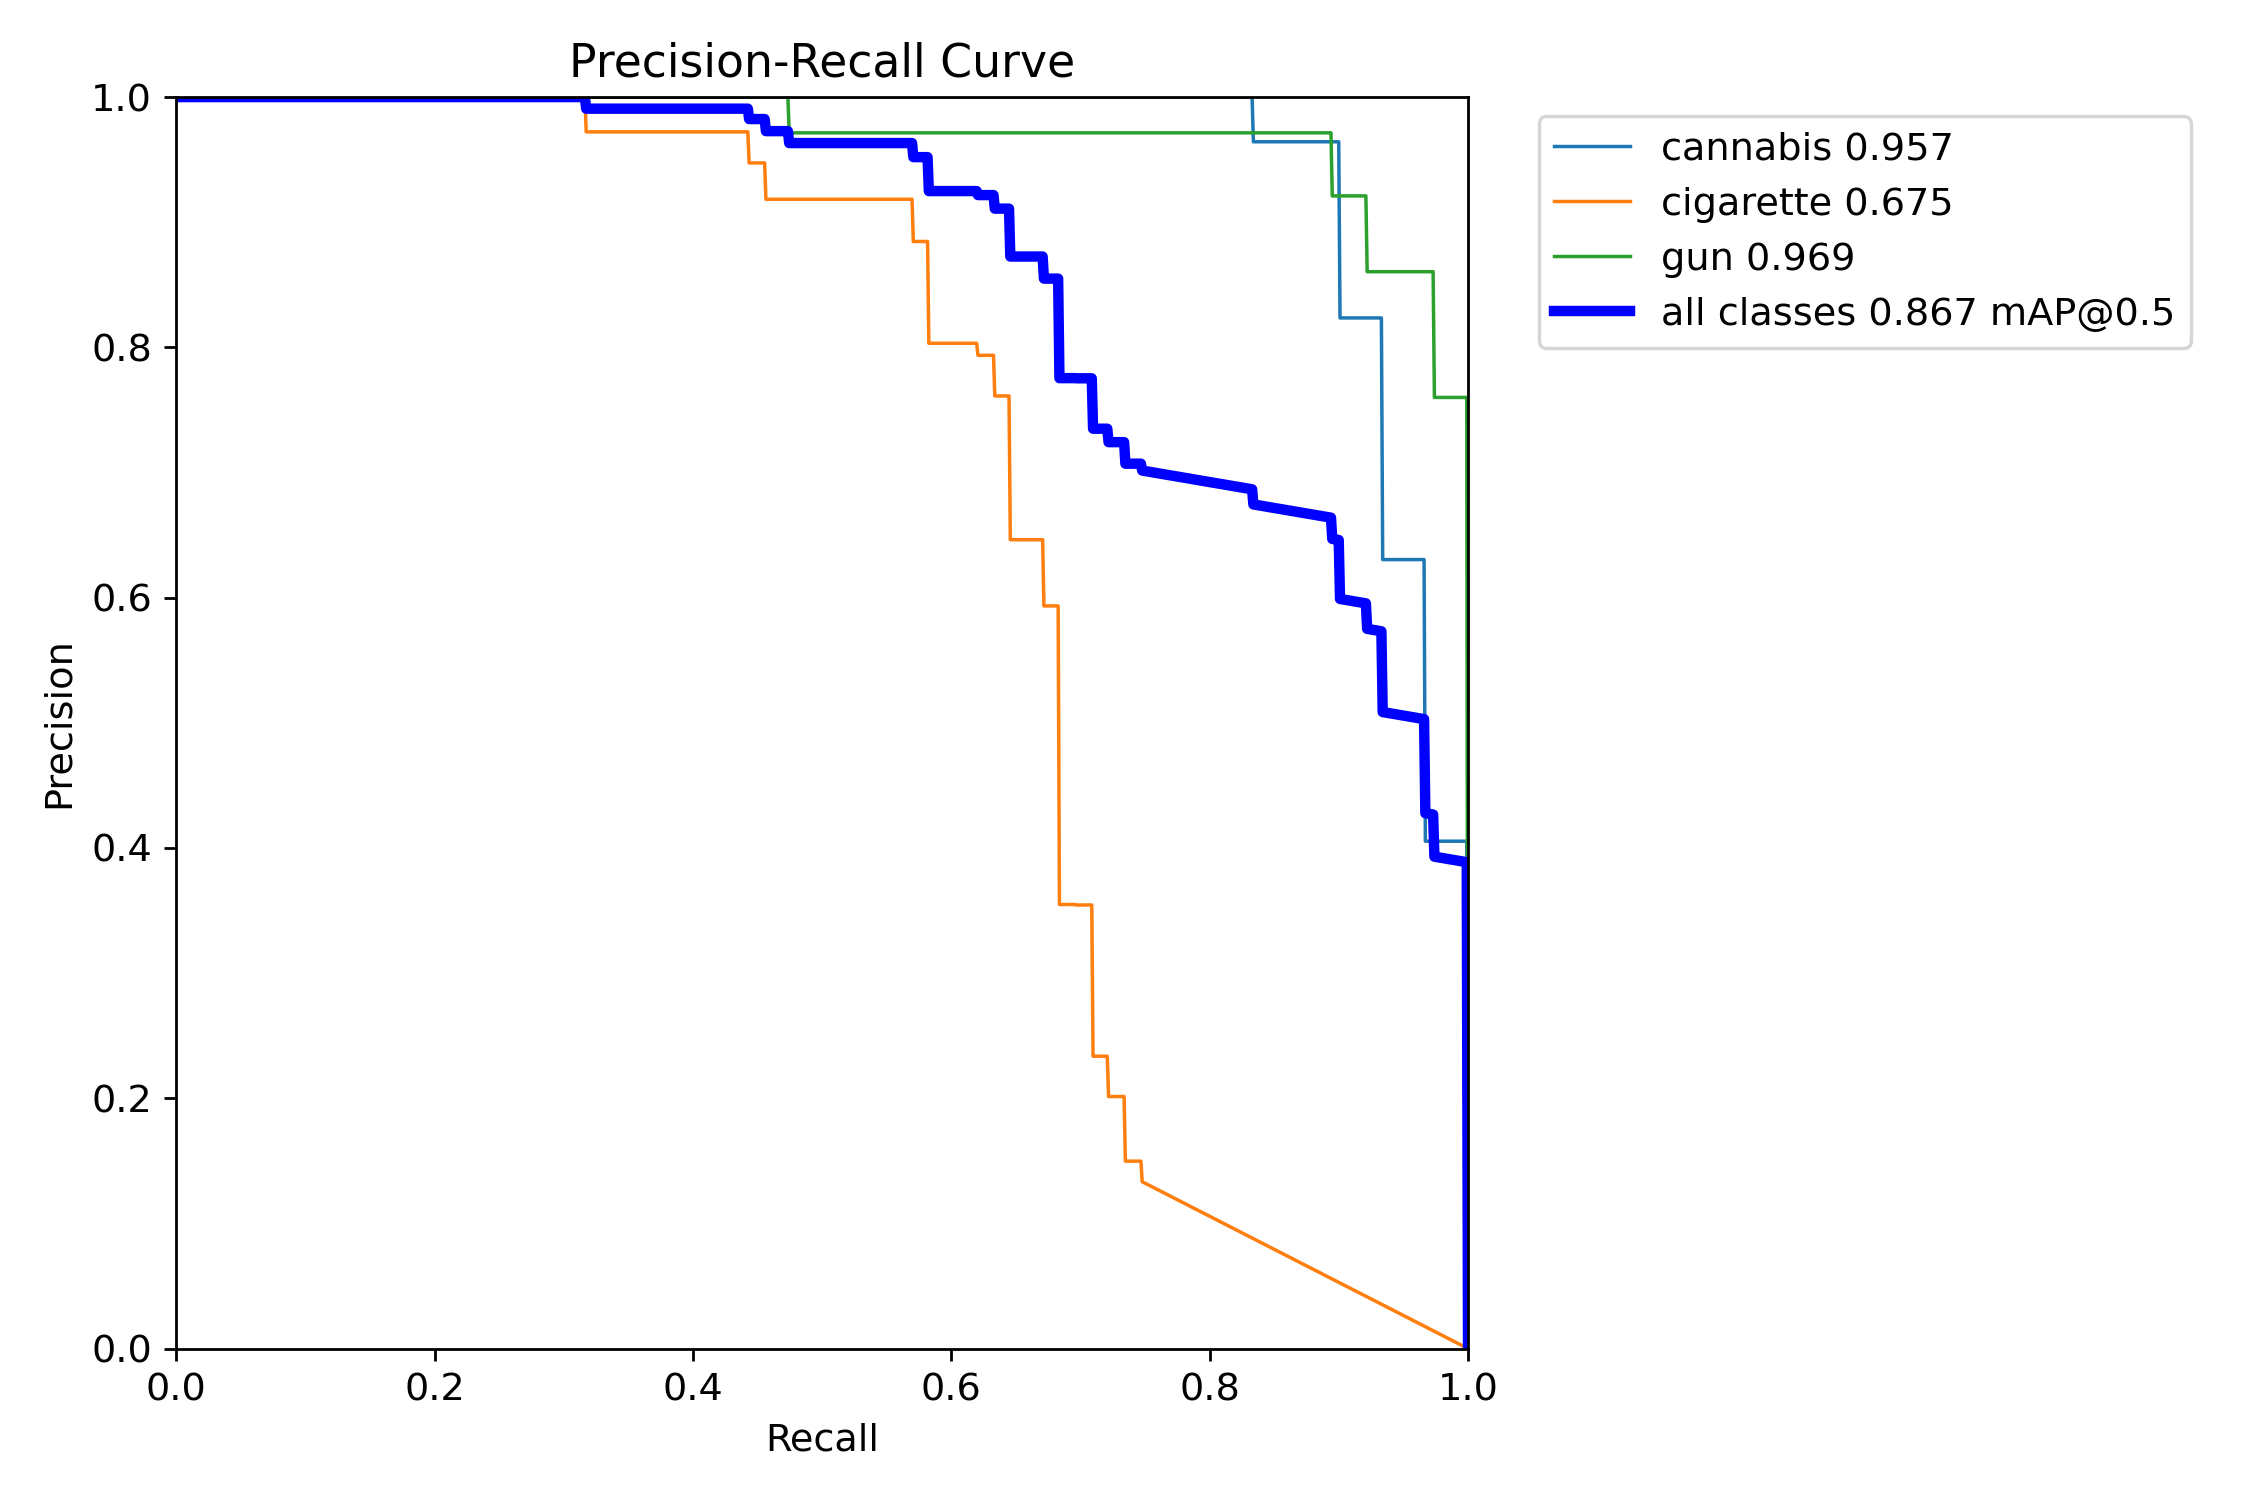 Precision-Recall Curve
1.0
0.8
0.6
0.4
0.2
0.0
Precision
0.0 0.2 0.4 0.6 0.8 1.0
Recall
cannabis 0.957
cigarette 0.675
gun 0.969
all classes 0.867 mAP@0.5